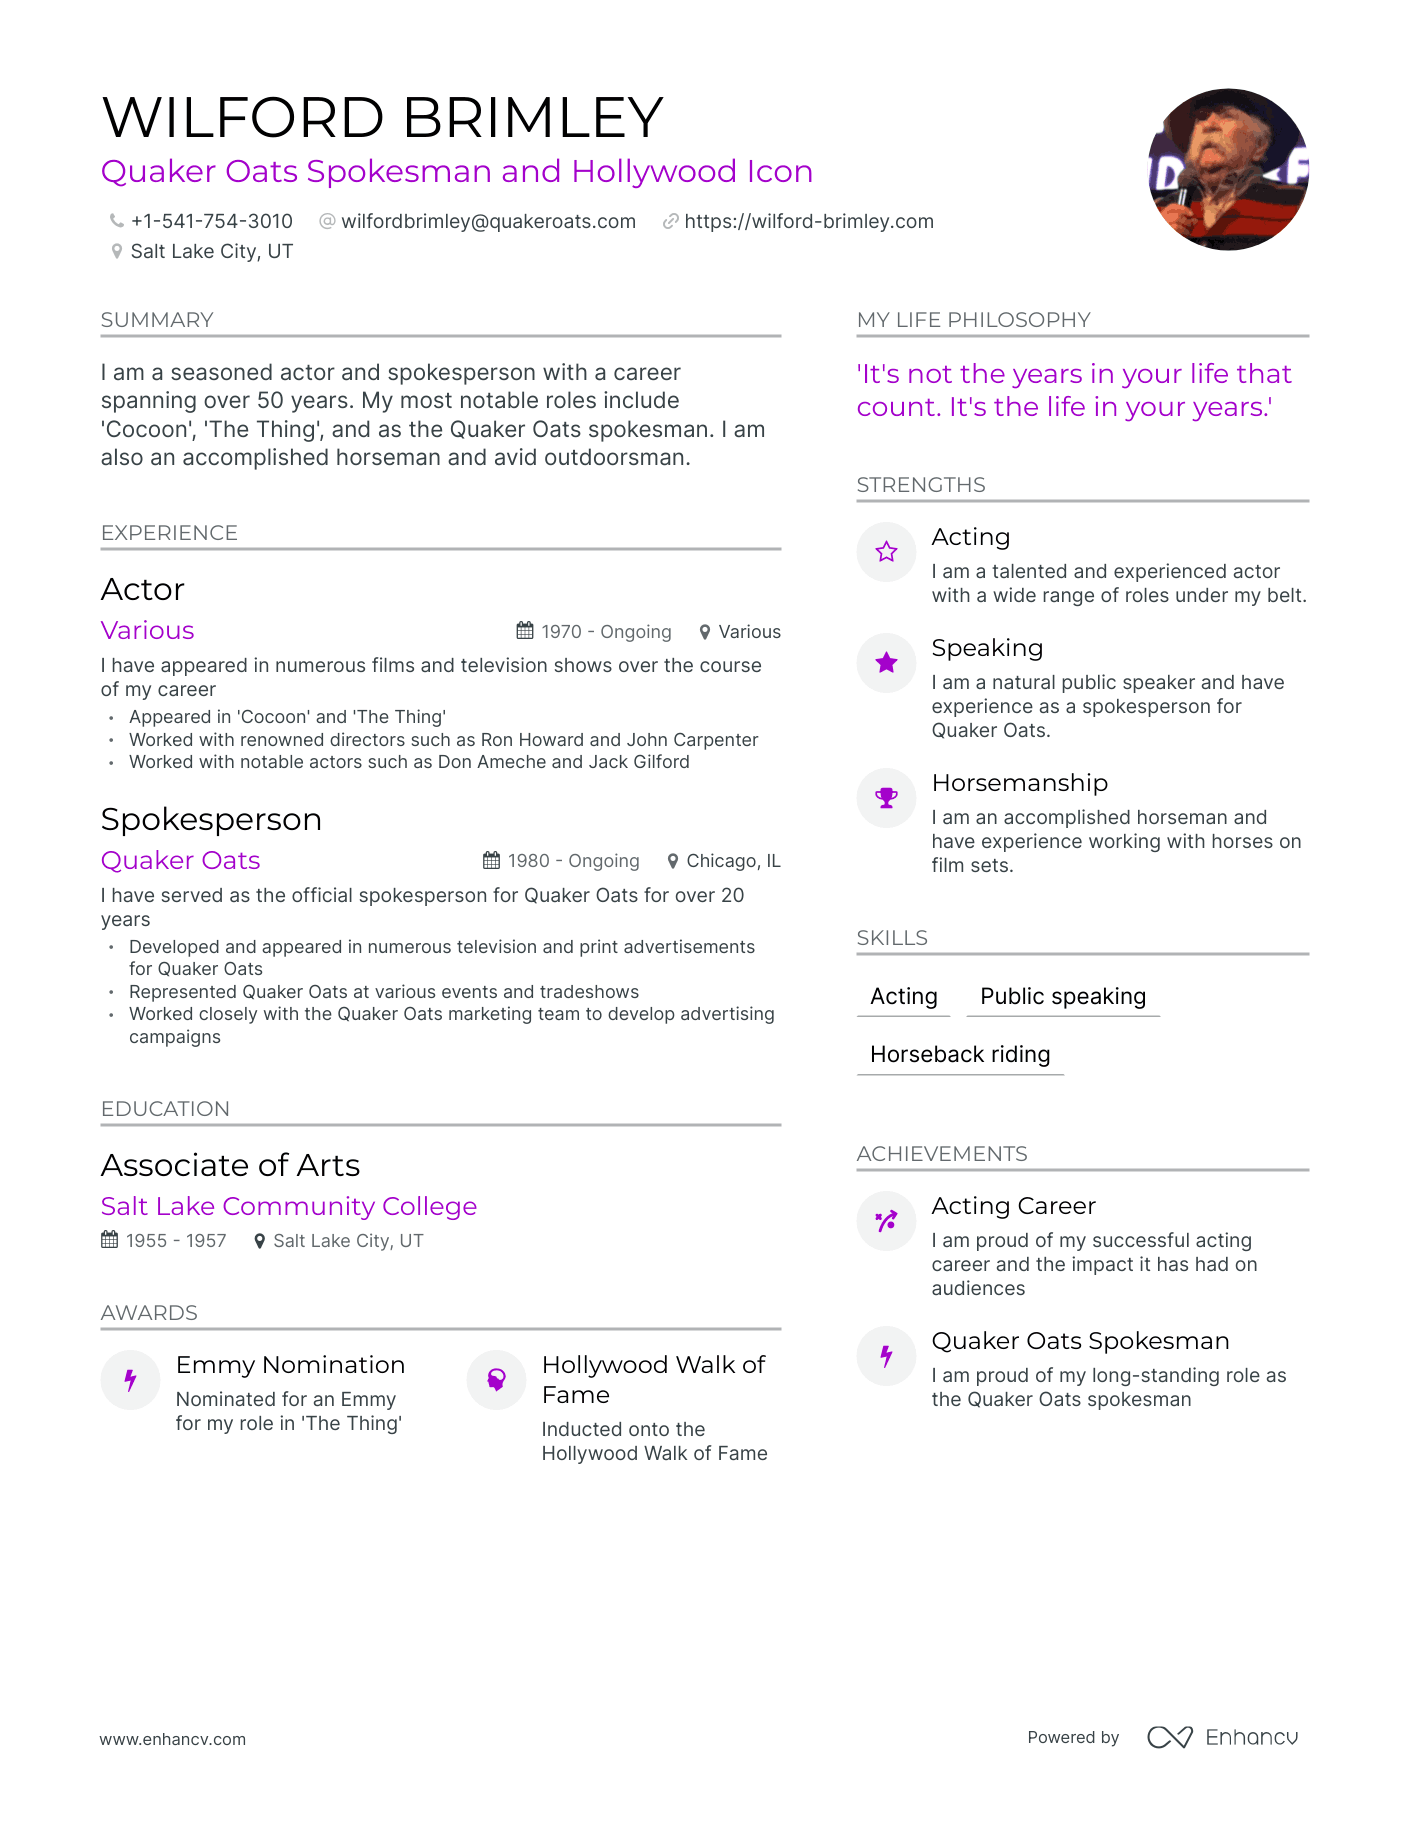 WILFORD BRIMLEY
Quaker Oats Spokesman and Hollywood Icon
+1-541-754-3010 @ wilfordbrimley@quakeroats.com https://wilford-brimley.com
Salt Lake City, UT
SUMMARY
I am a seasoned actor and spokesperson with a career
spanning over 50 years. My most notable roles include
'Cocoon', 'The Thing', and as the Quaker Oats spokesman. I am
also an accomplished horseman and avid outdoorsman.
EXPERIENCE
Actor
Various 1970 - Ongoing Various
I have appeared in numerous films and television shows over the course
of my career
• Appeared in 'Cocoon' and 'The Thing'
• Worked with renowned directors such as Ron Howard and John Carpenter
• Worked with notable actors such as Don Ameche and Jack Gilford
Spokesperson
Quaker Oats 1980 - Ongoing Chicago, IL
I have served as the official spokesperson for Quaker Oats for over 20
years
• Developed and appeared in numerous television and print advertisements
for Quaker Oats
• Represented Quaker Oats at various events and tradeshows
• Worked closely with the Quaker Oats marketing team to develop advertising
campaigns
EDUCATION
Associate of Arts
Salt Lake Community College
1955 - 1957 Salt Lake City, UT
AWARDS
Emmy Nomination
Nominated for an Emmy
for my role in 'The Thing'
Hollywood Walk of
Fame
Inducted onto the
Hollywood Walk of Fame
MY LIFE PHILOSOPHY
'It's not the years in your life that
count. It's the life in your years.'
STRENGTHS
Acting
I am a talented and experienced actor
with a wide range of roles under my belt.
Speaking
I am a natural public speaker and have
experience as a spokesperson for
Quaker Oats.
Horsemanship
I am an accomplished horseman and
have experience working with horses on
film sets.
SKILLS
Acting Public speaking
Horseback riding
ACHIEVEMENTS
Acting Career
I am proud of my successful acting
career and the impact it has had on
audiences
Quaker Oats Spokesman
I am proud of my long-standing role as
the Quaker Oats spokesman
www.enhancv.com
Powered by Enhancv